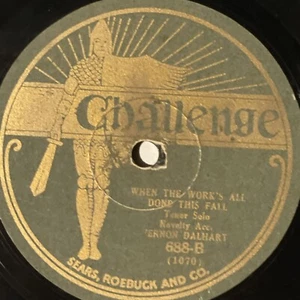 Challenge
WHEN THE WORK'S ALL
DONE THIS FALL
Tenor Solo
Novelty Acc.
VERNON DALHART
688-B
(1070)
SEARS, ROEBUCK AND CO.